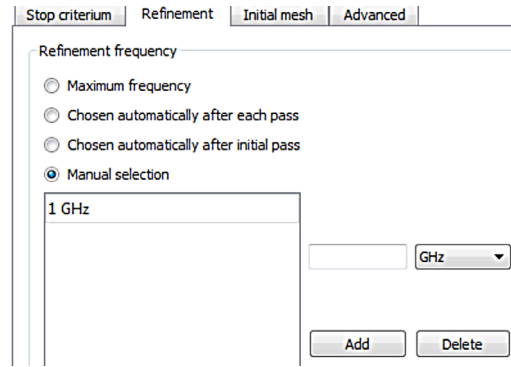 Stop criterium Refinement Initial mesh Advanced
Refinement frequency
Maximum frequency
Chosen automatically after each pass
Chosen automatically after initial pass
Manual selection
1 GHz
GHz
Add Delete